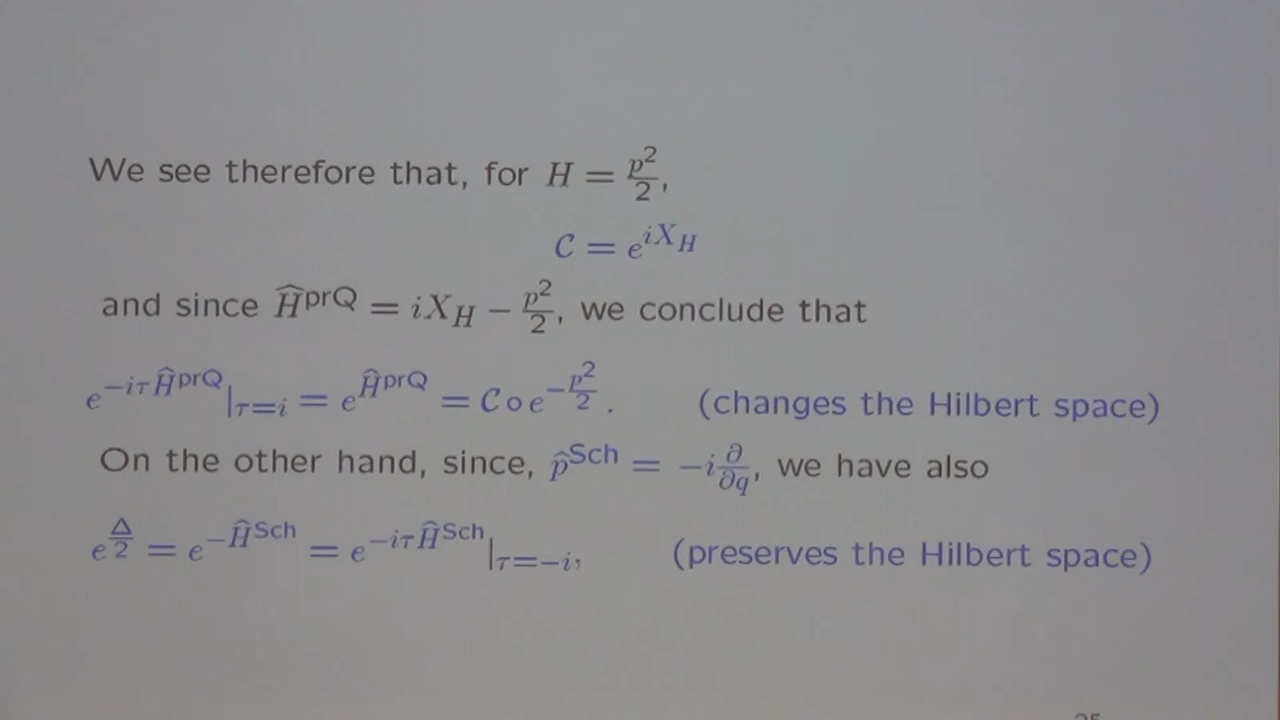 We see therefore that, for H = p²/2,
𝒞 = e^{iX_H}
and since Ĥ^{prQ} = iX_H − p²/2, we conclude that
e^{−iτĤ^{prQ}}|_{τ=i} = e^{Ĥ^{prQ}} = 𝒞 ∘ e^{−p²/2}. (changes the Hilbert space)
On the other hand, since, p̂^{Sch} = −i ∂/∂q, we have also
e^{Δ/2} = e^{−Ĥ^{Sch}} = e^{−iτĤ^{Sch}}|_{τ=−i}, (preserves the Hilbert space)